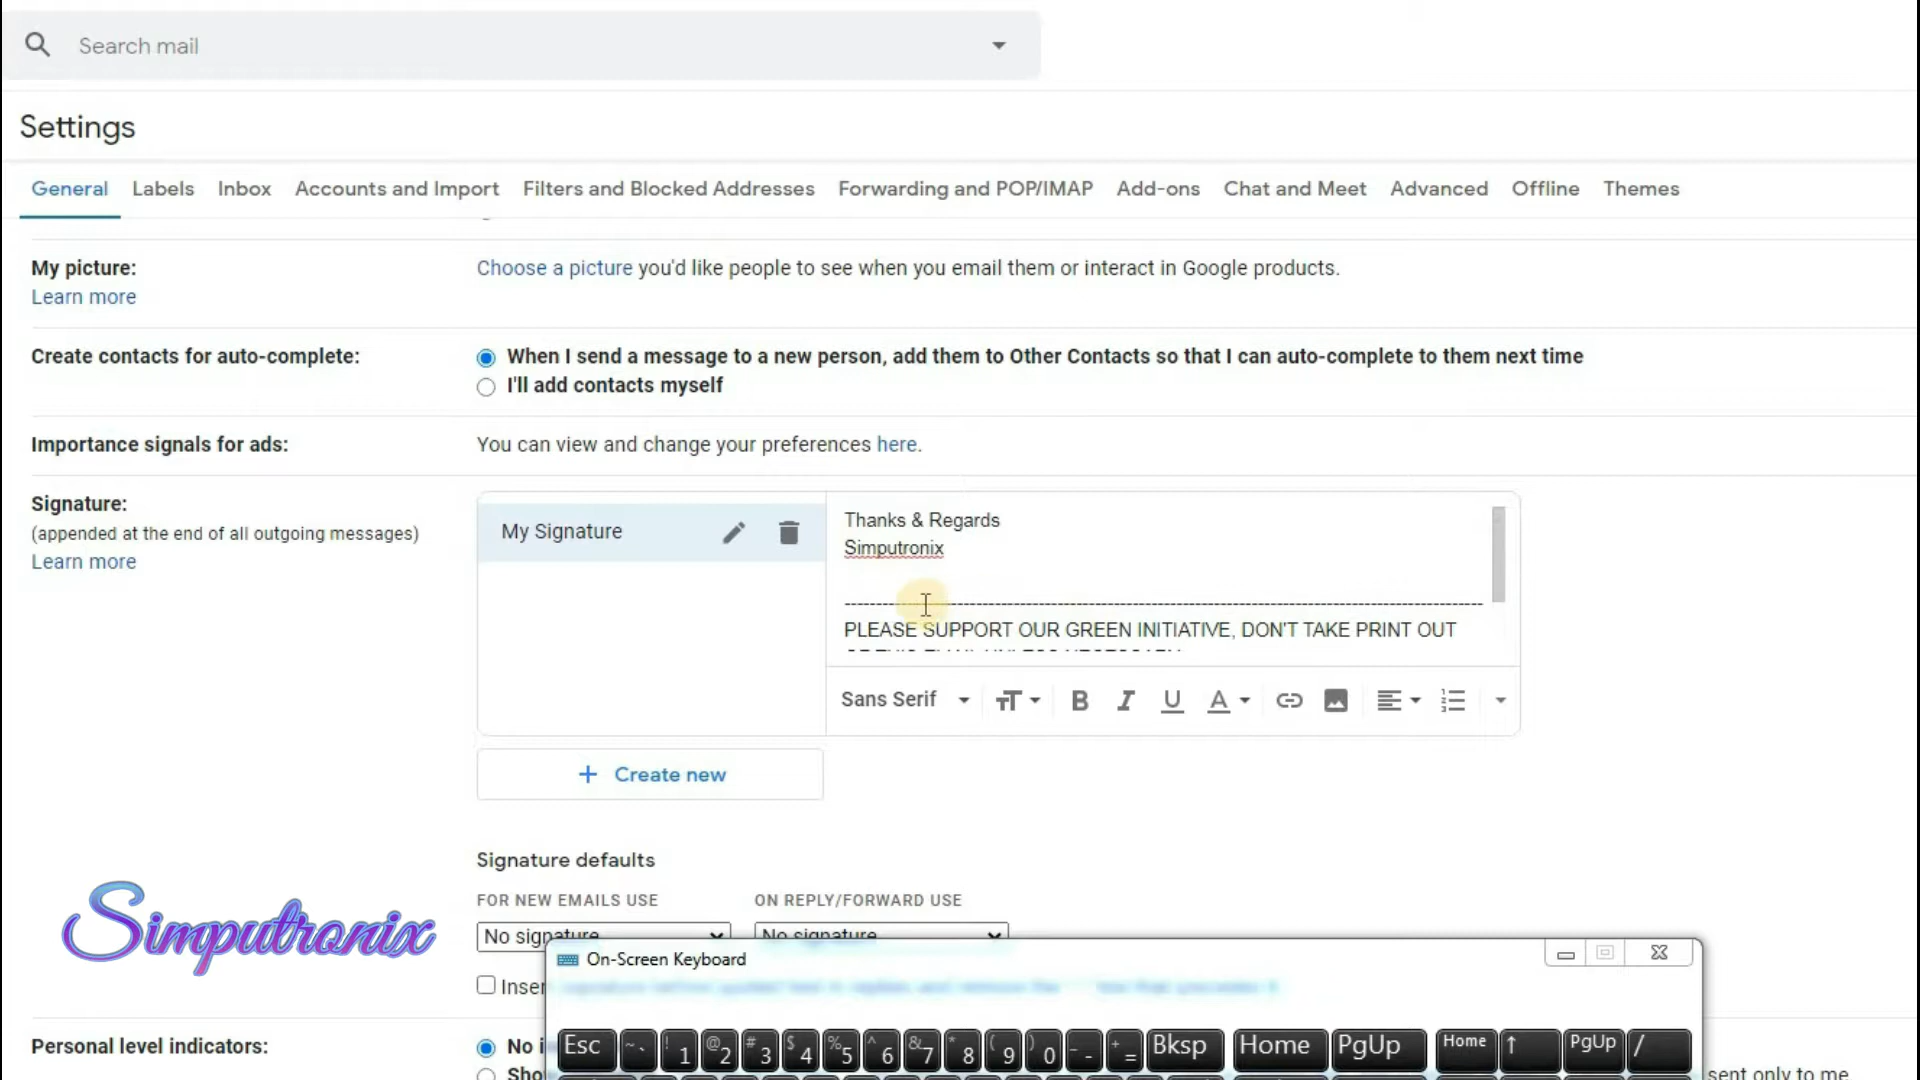 Search mail
Settings
General Labels Inbox Accounts and Import Filters and Blocked Addresses Forwarding and POP/IMAP Add-ons Chat and Meet Advanced Offline Themes
My picture: Choose a picture you'd like people to see when you email them or interact in Google products.
Learn more
Create contacts for auto-complete: When I send a message to a new person, add them to Other Contacts so that I can auto-complete to them next time
I'll add contacts myself
Importance signals for ads: You can view and change your preferences here.
Signature:
(appended at the end of all outgoing messages)
Learn more
My Signature
Thanks & Regards
Simputronix
PLEASE SUPPORT OUR GREEN INITIATIVE, DON'T TAKE PRINT OUT
Sans Serif
+ Create new
Signature defaults
FOR NEW EMAILS USE ON REPLY/FORWARD USE
No signature No signature
Simputronix
On-Screen Keyboard
Esc ~ ` ! 1 @ 2 # 3 $ 4 % 5 ^ 6 & 7 * 8 ( 9 ) 0 _ - + = Bksp Home PgUp Home ↑ PgUp /
Personal level indicators: No
sent only to me